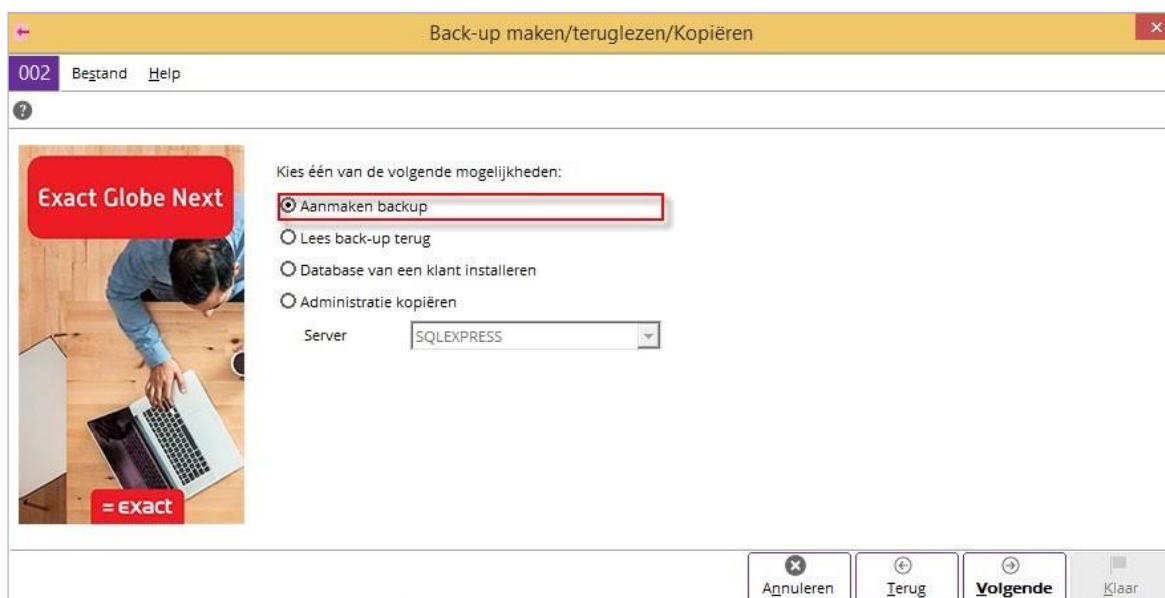 Back-up maken/teruglezen/Kopiëren
002 Bestand Help
Exact Globe Next
Kies één van de volgende mogelijkheden:
Aanmaken backup
Lees back-up terug
Database van een klant installeren
Administratie kopiëren
Server SQLEXPRESS
= exact
Annuleren Terug Volgende Klaar